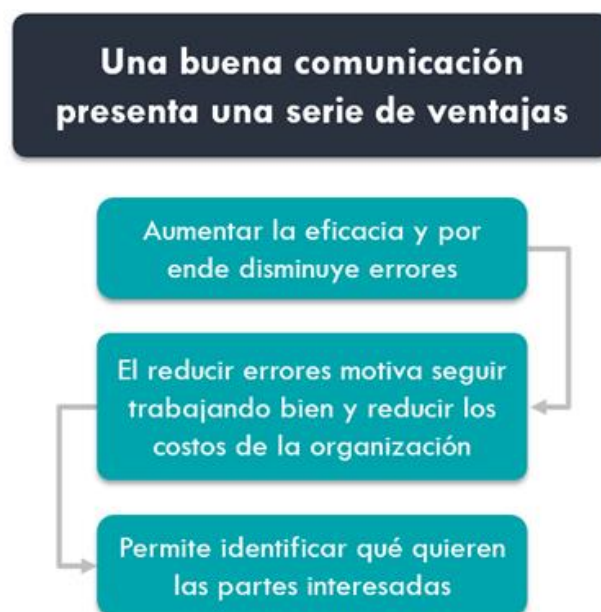 Una buena comunicación
presenta una serie de ventajas
Aumentar la eficacia y por
ende disminuye errores
El reducir errores motiva seguir
trabajando bien y reducir los
costos de la organización
Permite identificar qué quieren
las partes interesadas